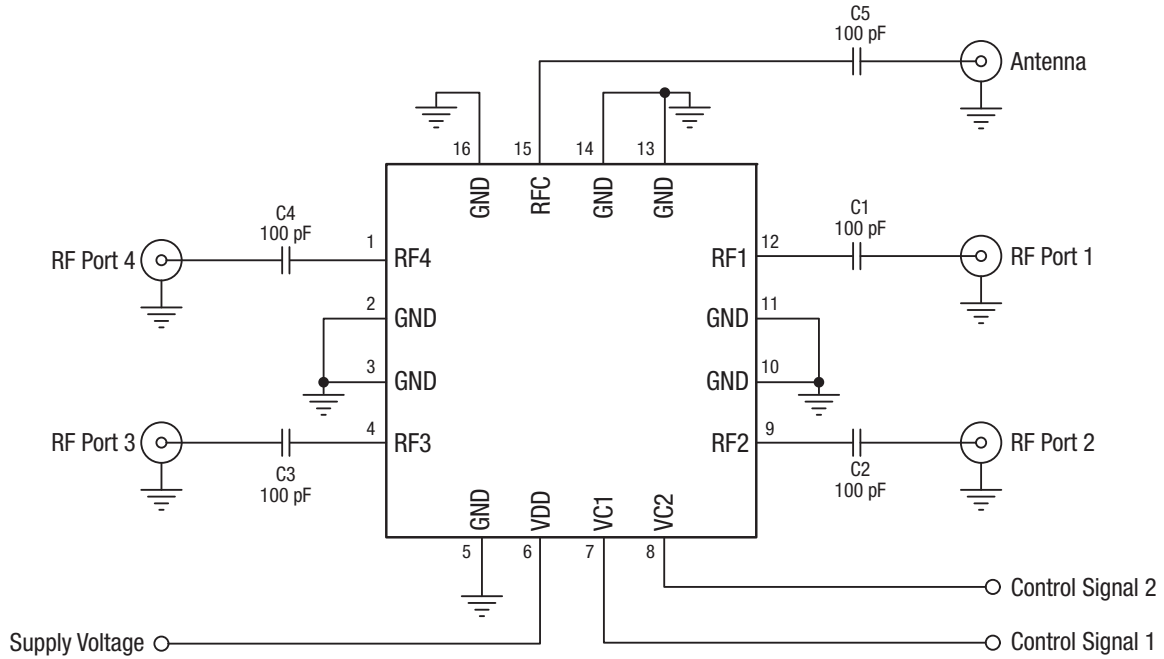 C5
100 pF
Antenna
16
15
14
13
GND
RFC
GND
GND
C4
100 pF
C1
100 pF
1
12
RF Port 4
RF4
RF1
RF Port 1
2
11
GND
GND
3
10
GND
GND
4
9
RF Port 3
RF3
RF2
RF Port 2
C3
100 pF
C2
100 pF
GND
VDD
VC1
VC2
5
6
7
8
Control Signal 2
Supply Voltage
Control Signal 1